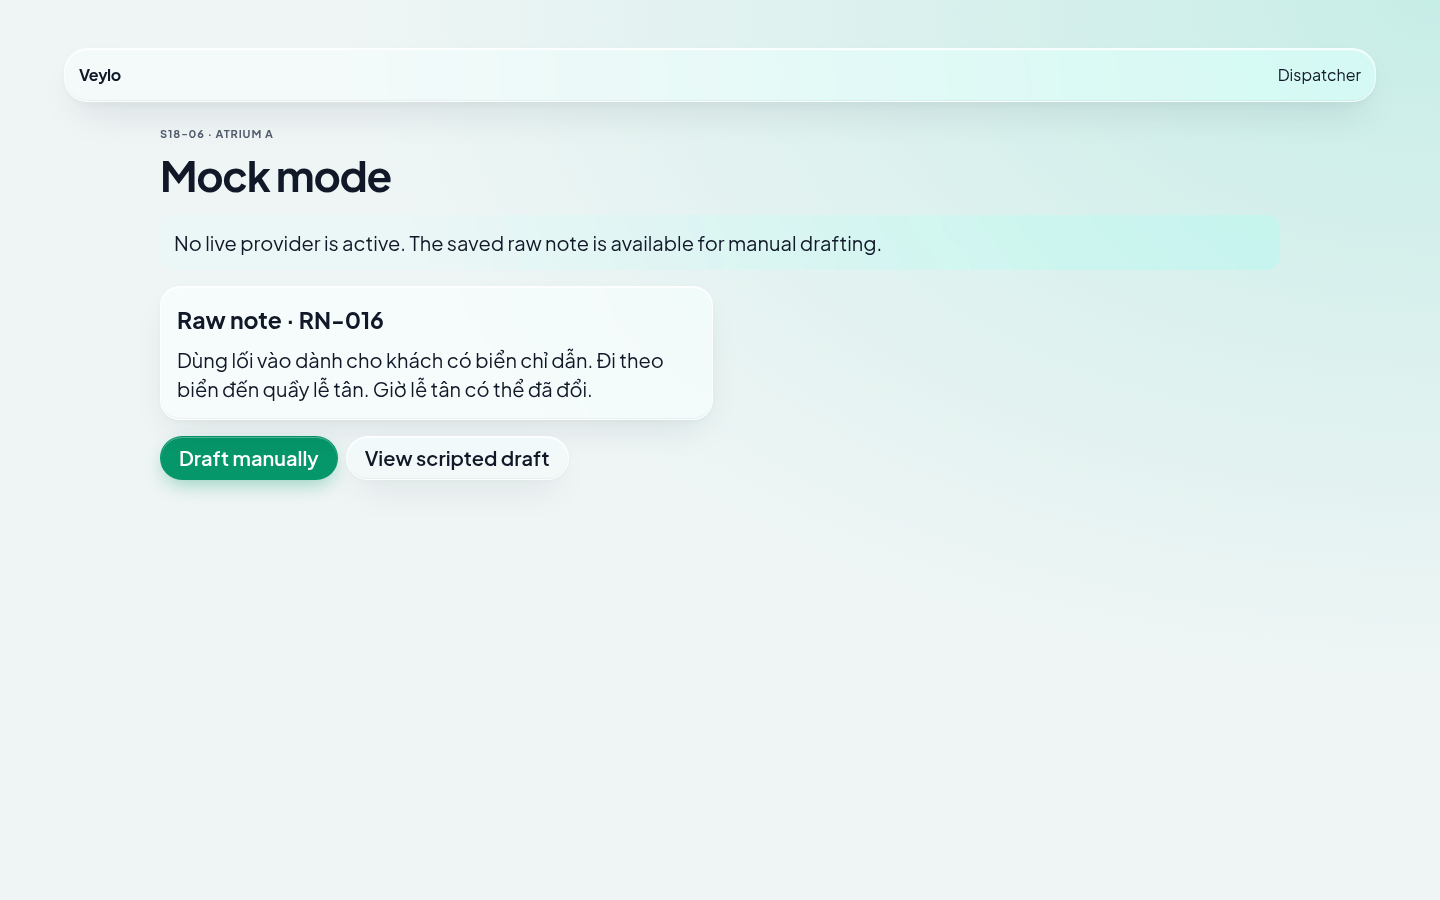 Veylo
Dispatcher
S18-06 · ATRIUM A
Mock mode
No live provider is active. The saved raw note is available for manual drafting.
Raw note · RN-016
Dùng lối vào dành cho khách có biển chỉ dẫn. Đi theo
biển đến quầy lễ tân. Giờ lễ tân có thể đã đổi.
Draft manually
View scripted draft